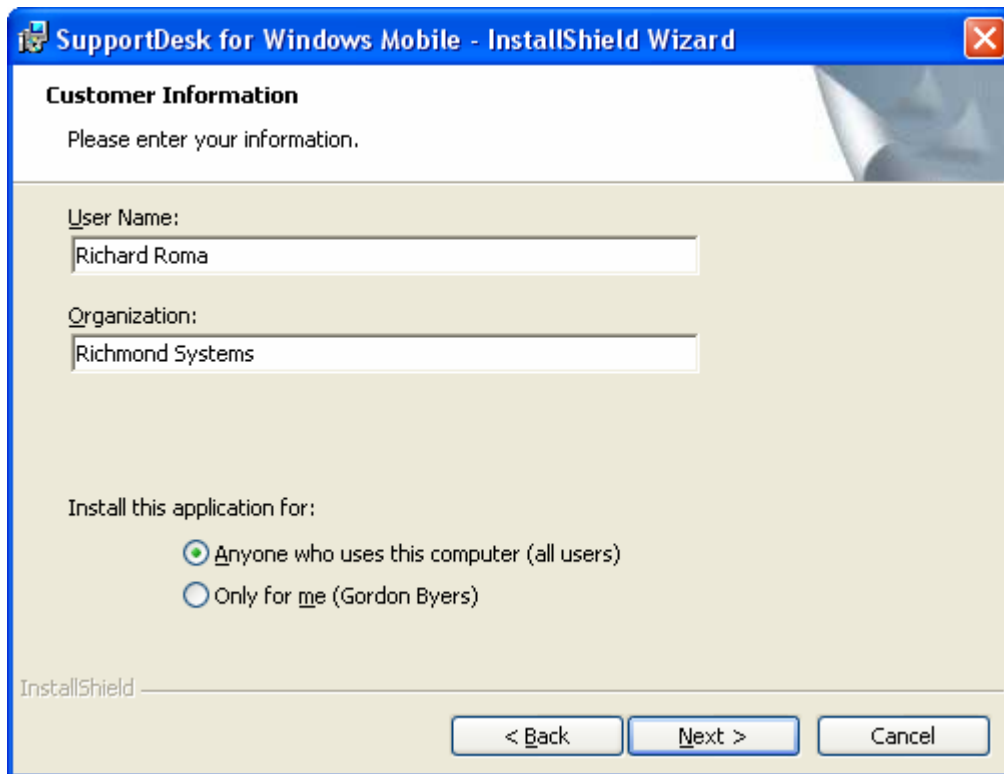 SupportDesk for Windows Mobile - InstallShield Wizard
Customer Information
Please enter your information.
User Name:
Richard Roma
Organization:
Richmond Systems
Install this application for:
Anyone who uses this computer (all users)
Only for me (Gordon Byers)
InstallShield
< Back
Next >
Cancel